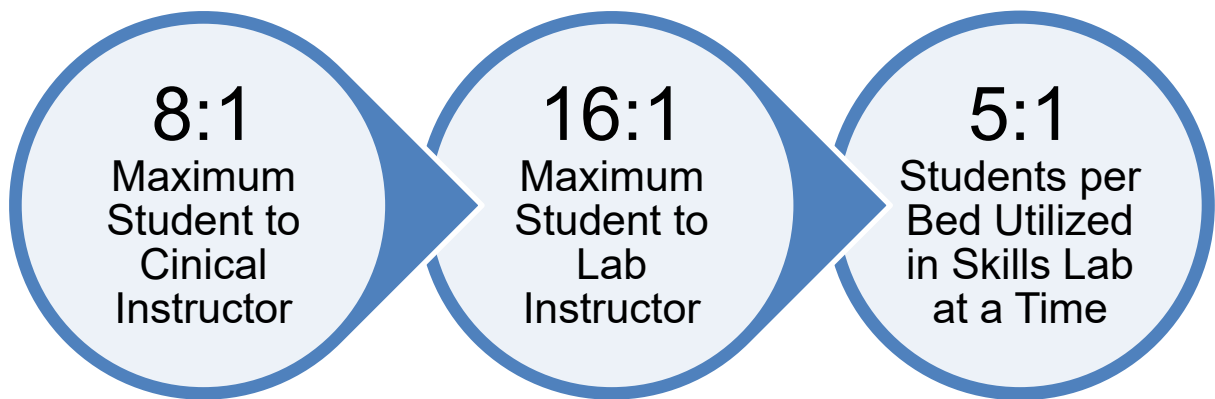 8:1
Maximum
Student to
Cinical
Instructor
16:1
Maximum
Student to
Lab
Instructor
5:1
Students per
Bed Utilized
in Skills Lab
at a Time